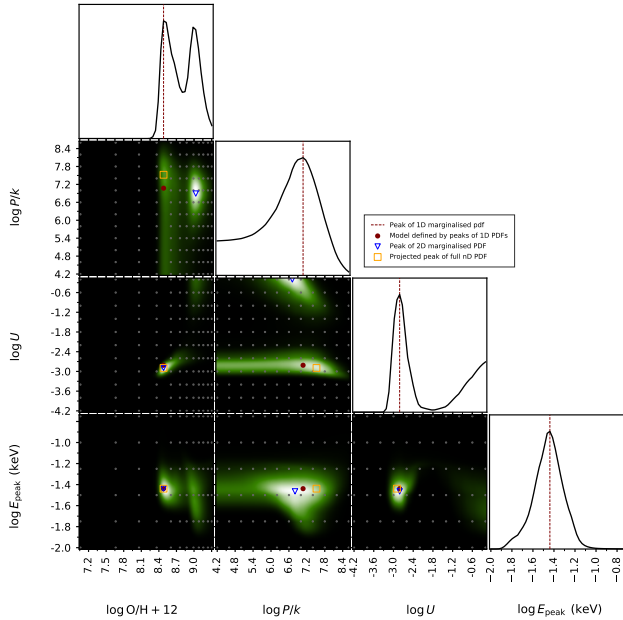 8.4
7.8
7.2
6.6
6.0
5.4
4.8
4.2
log P/k
Peak of 1D marginalised pdf
Model defined by peaks of 1D PDFs
Peak of 2D marginalised PDF
Projected peak of full nD PDF
−0.6
−1.2
−1.8
−2.4
−3.0
−3.6
−4.2
log U
−1.0
−1.2
−1.4
−1.6
−1.8
−2.0
log E_peak (keV)
7.2 7.8 8.4 9.0 4.2 4.8 5.4 6.0 6.6 7.2 7.8 8.4 −4.2 −3.6 −3.0 −2.4 −1.8 −1.2 −0.6 −2.0 −1.8 −1.6 −1.4 −1.2 −1.0 −0.8
log O/H + 12 log P/k log U log E_peak (keV)